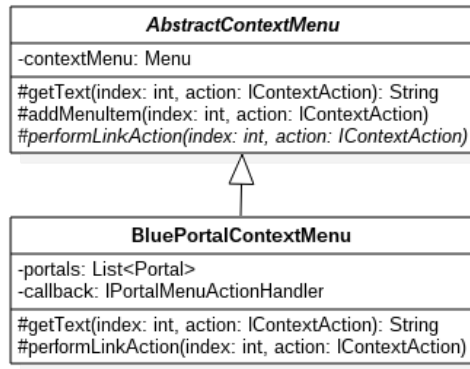 AbstractContextMenu
-contextMenu: Menu
#getText(index: int, action: IContextAction): String
#addMenuItem(index: int, action: IContextAction)
#performLinkAction(index: int, action: IContextAction)
BluePortalContextMenu
-portals: List<Portal>
-callback: IPortalMenuActionHandler
#getText(index: int, action: IContextAction): String
#performLinkAction(index: int, action: IContextAction)